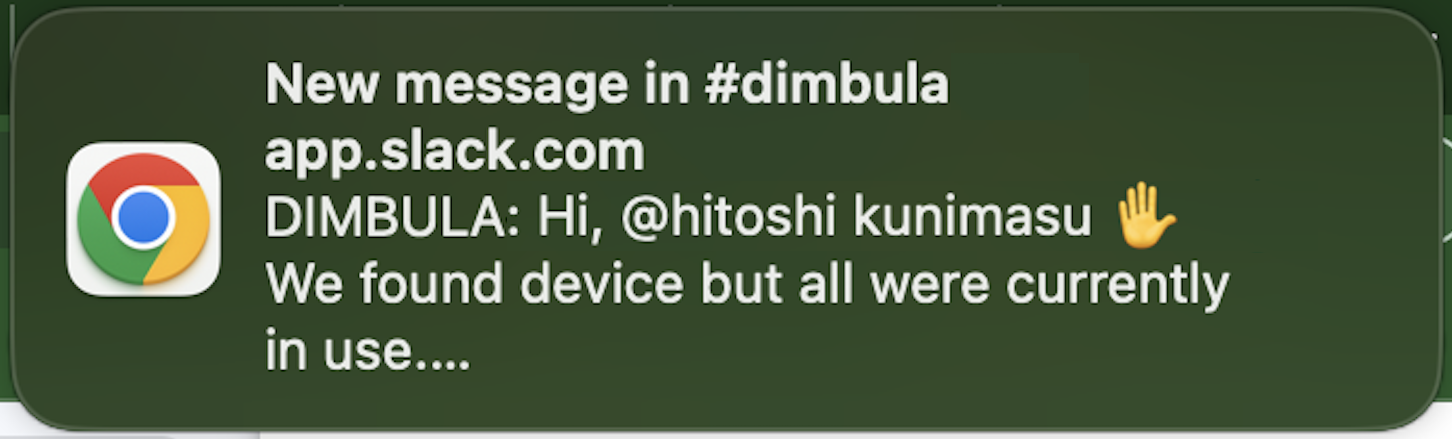 New message in #dimbula
app.slack.com
DIMBULA: Hi, @hitoshi kunimasu ✋
We found device but all were currently
in use....